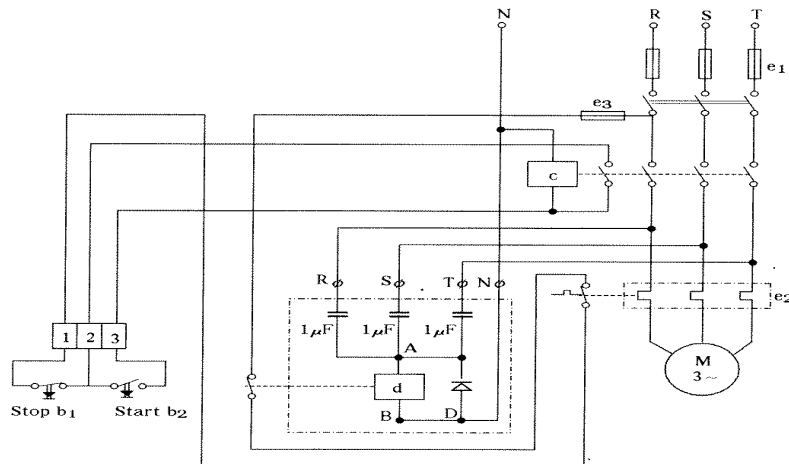 N R S T
e1
e3
c
R S T N
e2
1µF 1µF 1µF
A
M
3~
1 2 3
d
B D
Stop b1 Start b2